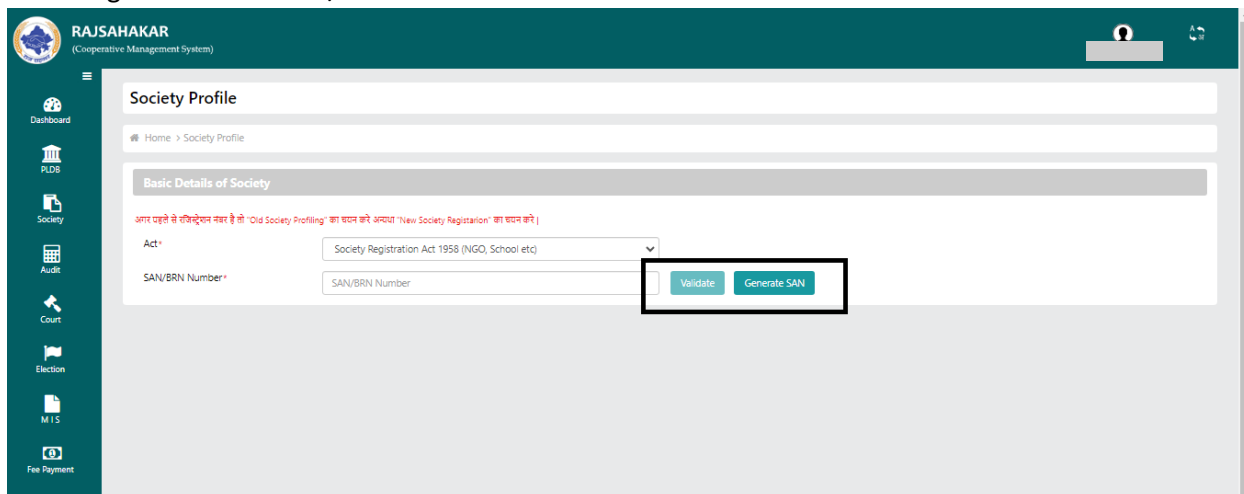 RAJSAHAKAR
(Cooperative Management System)
Dashboard
PLDB
Society
Audit
Court
Election
M I S
Fee Payment
Society Profile
Home > Society Profile
Basic Details of Society
अगर पहले से रजिस्ट्रेशन नंबर है तो "Old Society Profiling" का चयन करे अन्यथा "New Society Registarion" का चयन करे |
Act*
Society Registration Act 1958 (NGO, School etc)
SAN/BRN Number*
SAN/BRN Number
Validate
Generate SAN